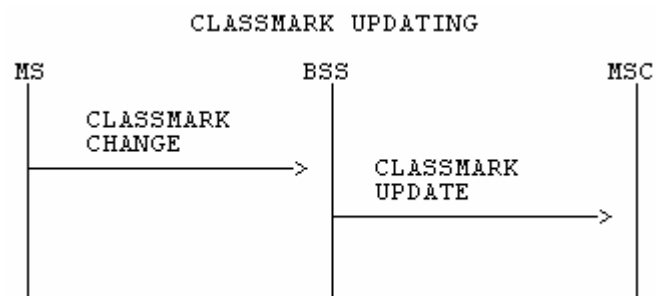 CLASSMARK UPDATING
MS BSS MSC
CLASSMARK
CHANGE
CLASSMARK
UPDATE